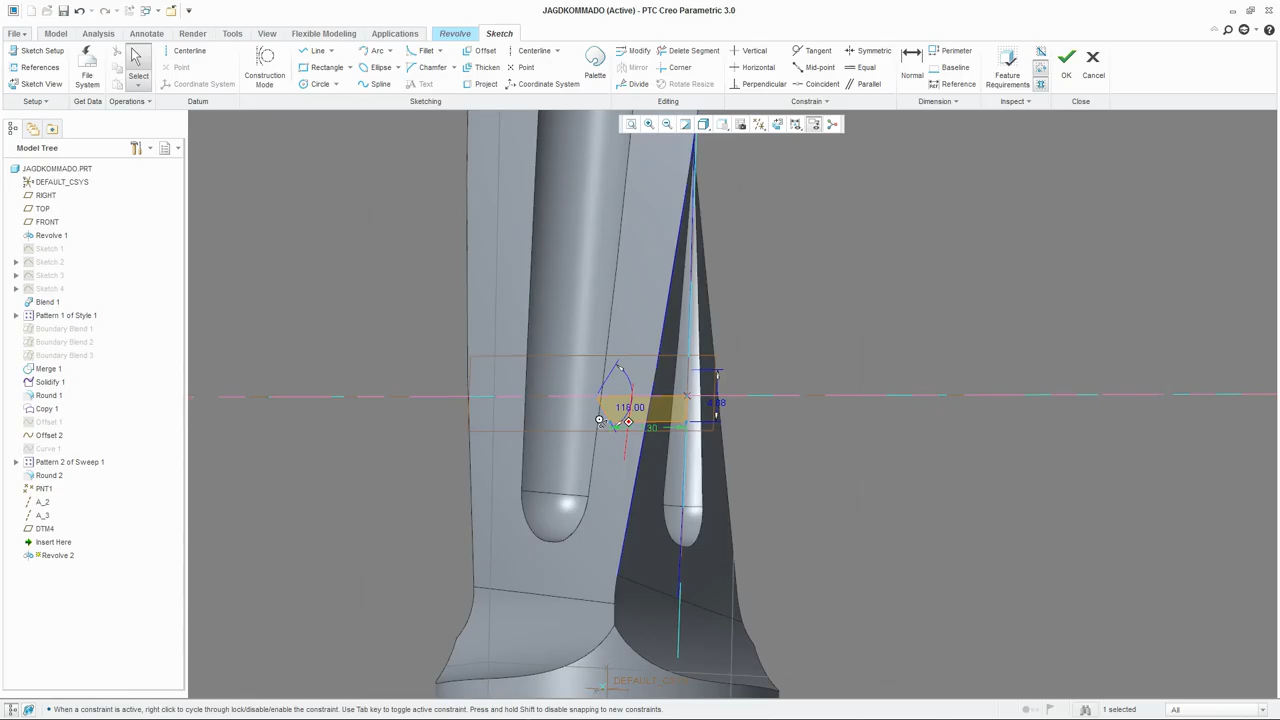 JAGDKOMMADO (Active) - PTC Creo Parametric 3.0
File Model Analysis Annotate Render Tools View Flexible Modeling Applications Revolve Sketch
Sketch Setup Centerline Line Arc Fillet Offset Centerline Modify Delete Segment Vertical Tangent Symmetric Perimeter
References Point Rectangle Ellipse Chamfer Thicken Point Mirror Corner Horizontal Mid-point Equal Baseline
Sketch View File System Select Coordinate System Construction Mode Circle Spline Text Project Coordinate System Palette Divide Rotate Resize Perpendicular Coincident Parallel Normal Reference Feature Requirements OK Cancel
Setup Get Data Operations Datum Sketching Editing Constrain Dimension Inspect Close
Model Tree
JAGDKOMMADO.PRT
DEFAULT_CSYS
RIGHT
TOP
FRONT
Revolve 1
Sketch 1
Sketch 2
Sketch 3
Sketch 4
Blend 1
Pattern 1 of Style 1
Boundary Blend 1
Boundary Blend 2
Boundary Blend 3
Merge 1
Solidify 1
Round 1
Copy 1
Offset 1
Offset 2
Curve 1
Pattern 2 of Sweep 1
Round 2
PNT1
A_2
A_3
DTM4
Insert Here
Revolve 2
116.00
30
When a constraint is active, right click to cycle through lock/disable/enable the constraint. Use Tab key to toggle active constraint. Press and hold Shift to disable snapping to new constraints.
1 selected
All